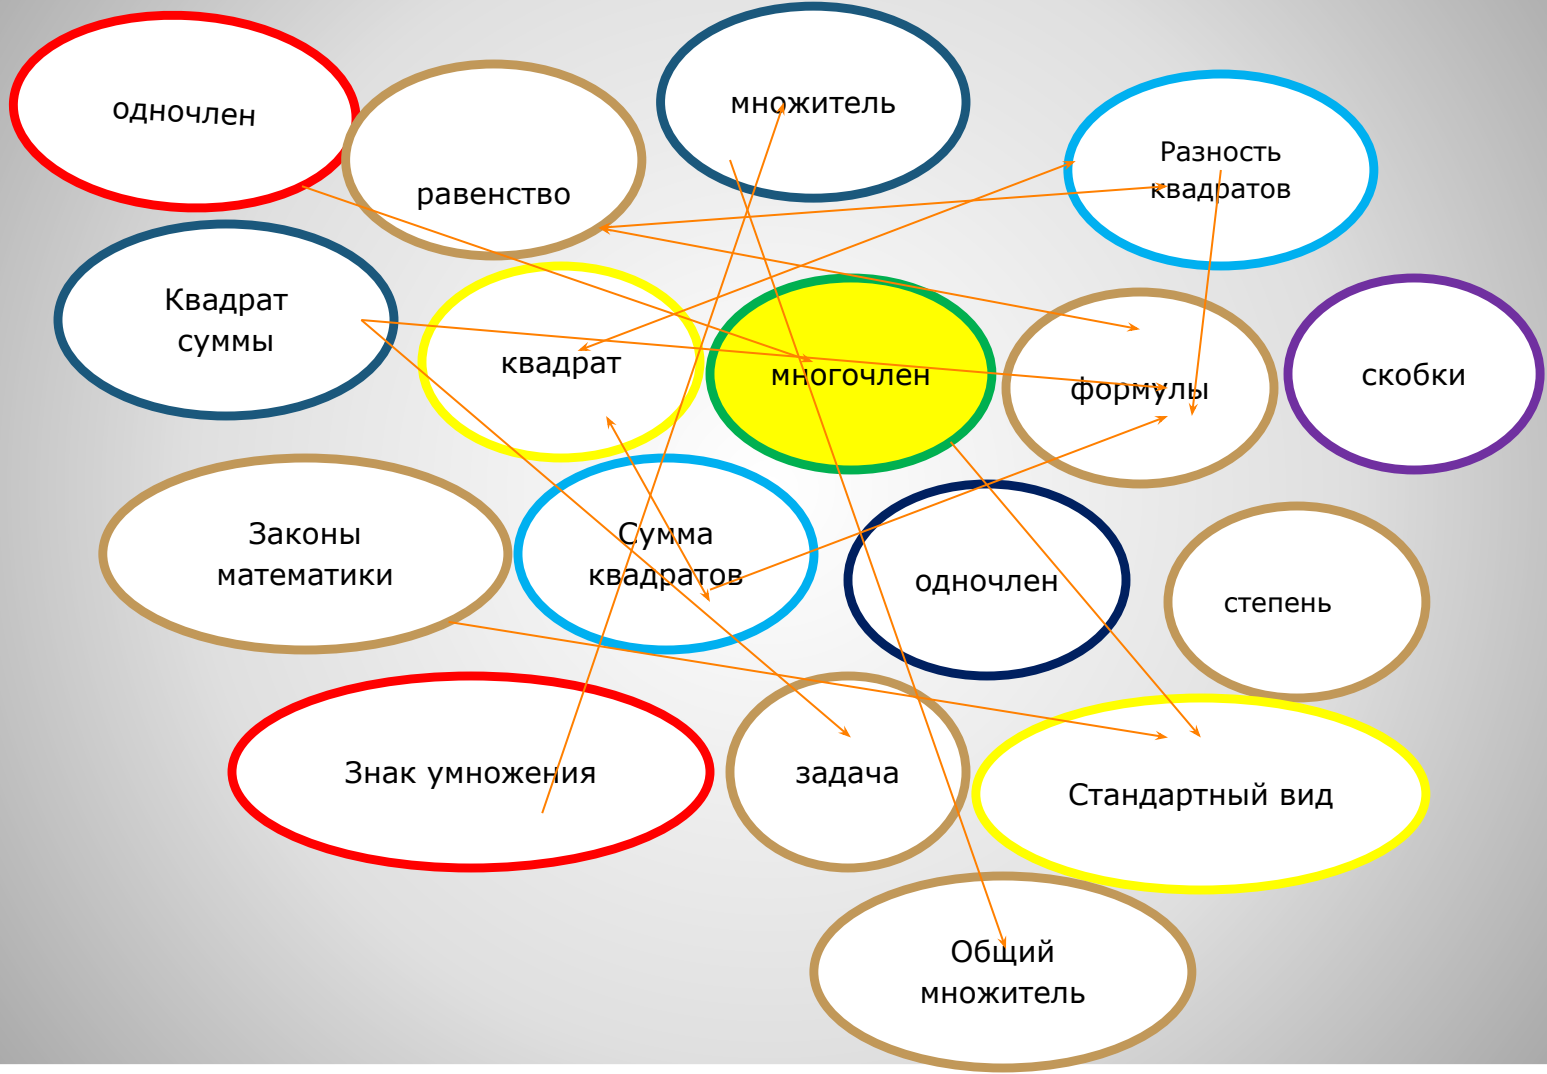 одночлен
равенство
множитель
Разность
квадратов
Квадрат
суммы
квадрат
многочлен
формулы
скобки
Законы
математики
Сумма
квадратов
одночлен
степень
Знак умножения
задача
Стандартный вид
Общий
множитель